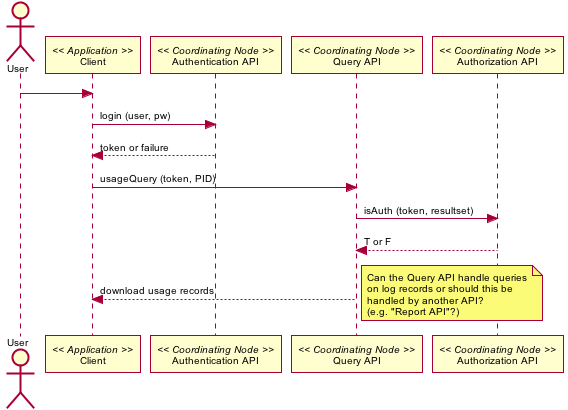 User
<< Application >>
Client
<< Coordinating Node >>
Authentication API
<< Coordinating Node >>
Query API
<< Coordinating Node >>
Authorization API
login (user, pw)
token or failure
usageQuery (token, PID)
isAuth (token, resultset)
T or F
Can the Query API handle queries
on log records or should this be
handled by another API?
(e.g. "Report API"?)
download usage records
User
<< Application >>
Client
<< Coordinating Node >>
Authentication API
<< Coordinating Node >>
Query API
<< Coordinating Node >>
Authorization API